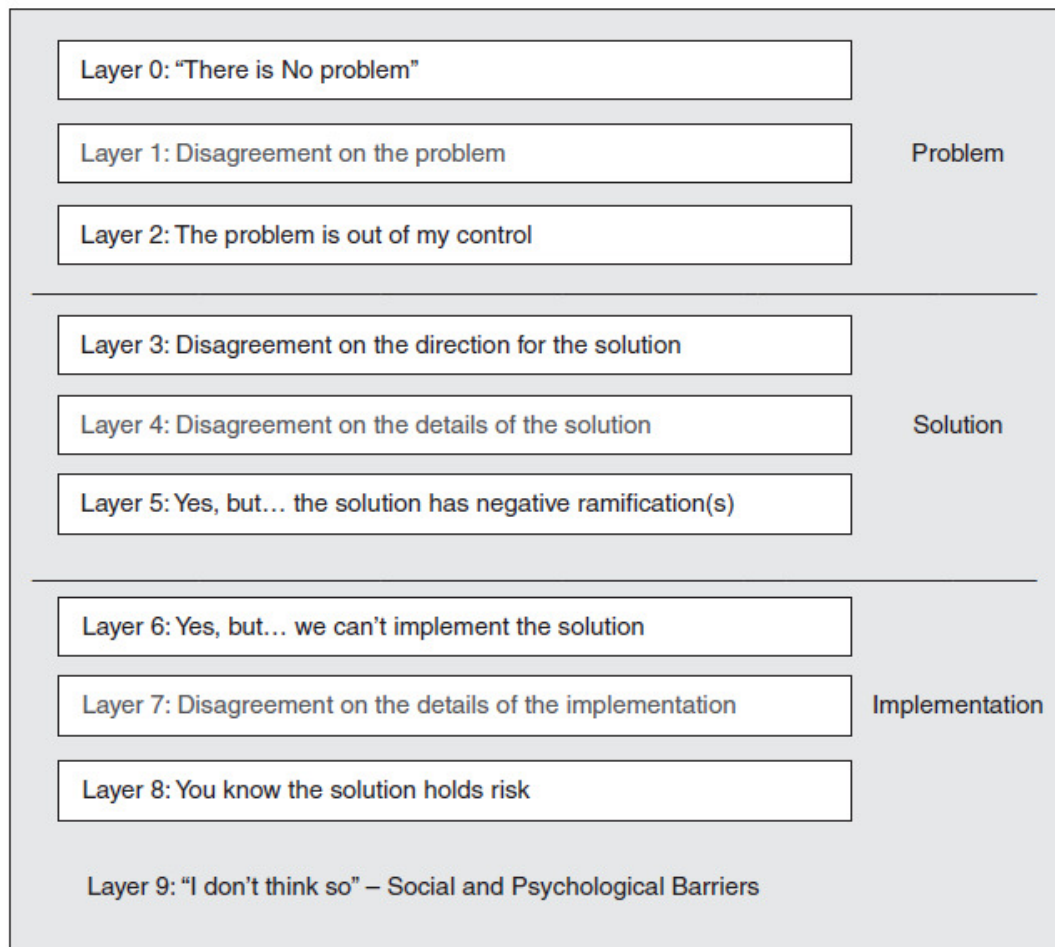 Layer 0: “There is No problem”
Layer 1: Disagreement on the problem
Problem
Layer 2: The problem is out of my control
Layer 3: Disagreement on the direction for the solution
Layer 4: Disagreement on the details of the solution
Solution
Layer 5: Yes, but… the solution has negative ramification(s)
Layer 6: Yes, but… we can’t implement the solution
Layer 7: Disagreement on the details of the implementation
Implementation
Layer 8: You know the solution holds risk
Layer 9: “I don’t think so” – Social and Psychological Barriers